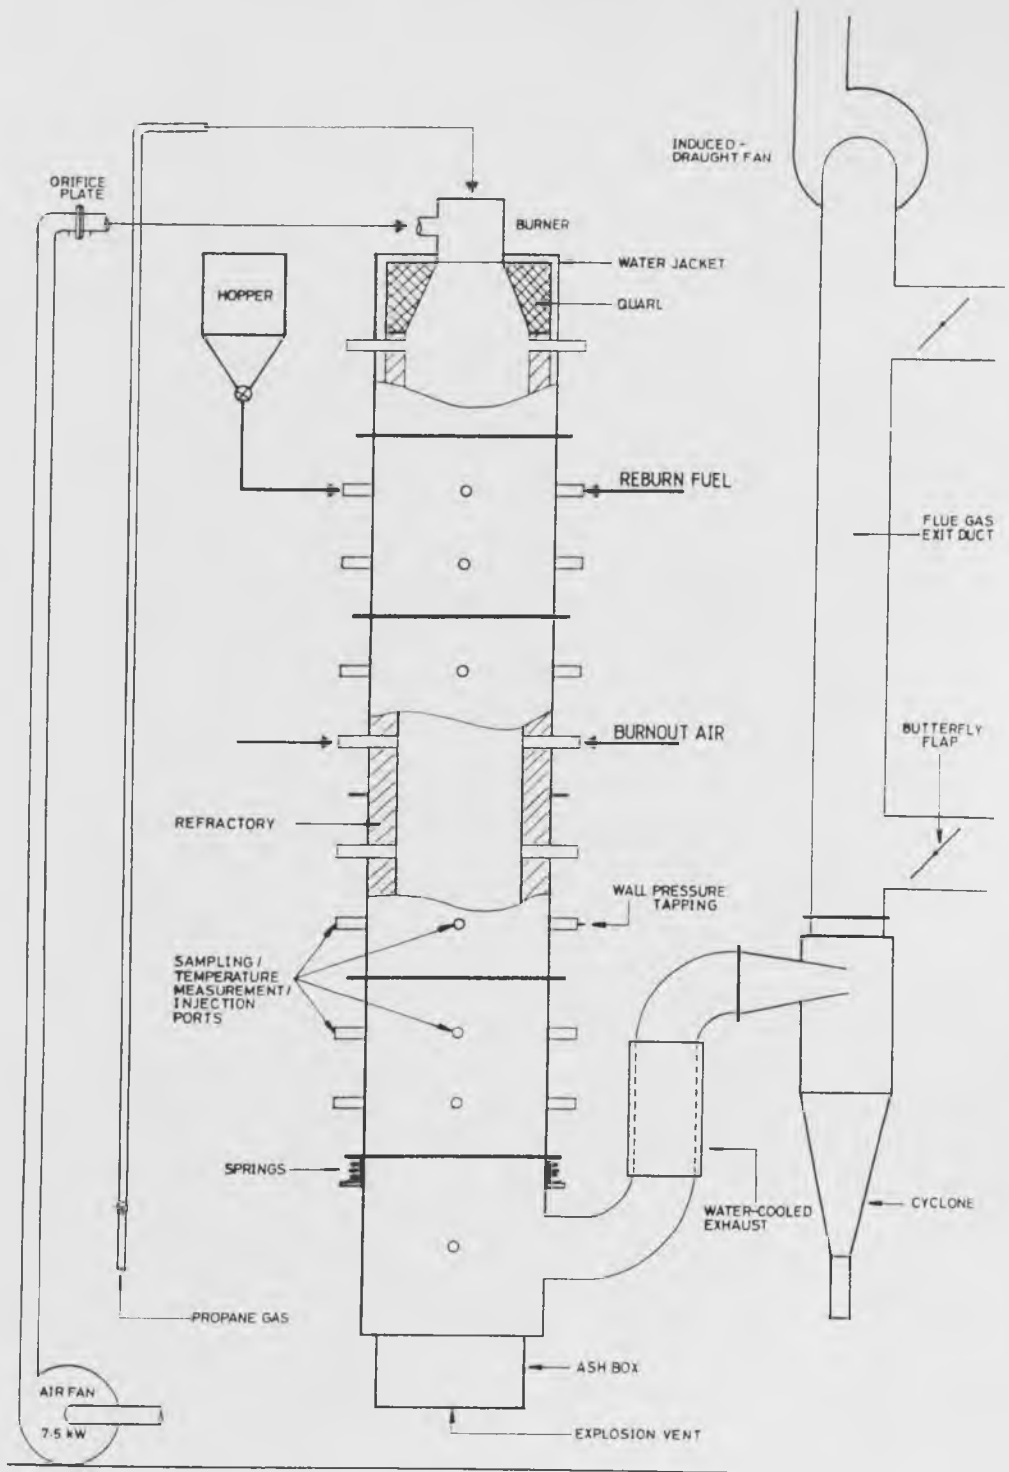 INDUCED-
DRAUGHT FAN
ORIFICE
PLATE
BURNER
WATER JACKET
HOPPER
QUARL
REBURN FUEL
FLUE GAS
EXIT DUCT
BURNOUT AIR
BUTTERFLY
FLAP
REFRACTORY
WALL PRESSURE
TAPPING
SAMPLING/
TEMPERATURE
MEASUREMENT/
INJECTION
PORTS
SPRINGS
WATER-COOLED
EXHAUST
CYCLONE
PROPANE GAS
ASH BOX
AIR FAN
7·5 kW
EXPLOSION VENT